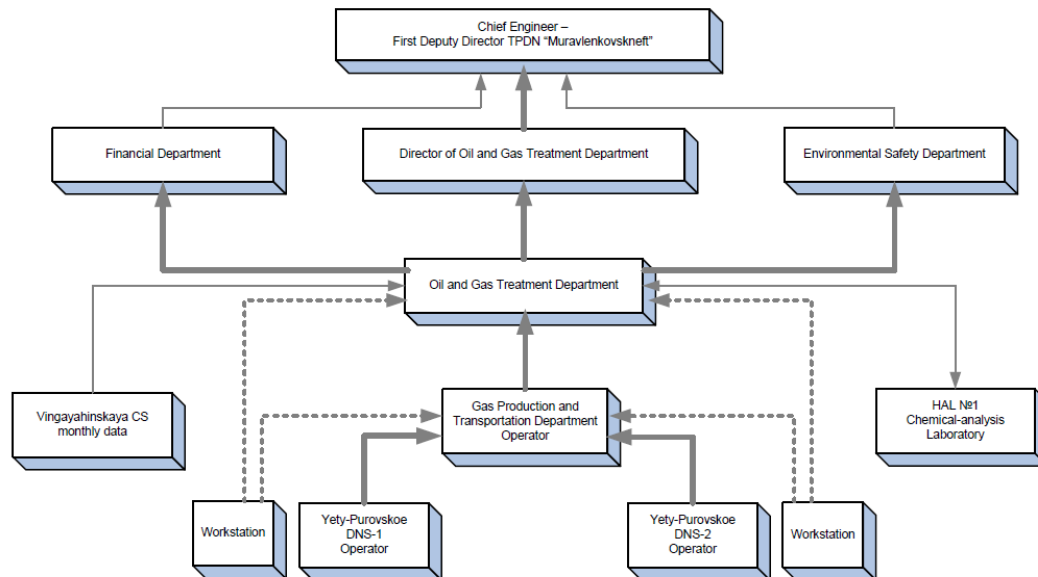 Chief Engineer –
First Deputy Director TPDN “Muravlenkovskneft”
Financial Department
Director of Oil and Gas Treatment Department
Environmental Safety Department
Oil and Gas Treatment Department
Vingayahinskaya CS
monthly data
Gas Production and
Transportation Department
Operator
HAL №1
Chemical-analysis
Laboratory
Workstation
Yety-Purovskoe
DNS-1
Operator
Yety-Purovskoe
DNS-2
Operator
Workstation